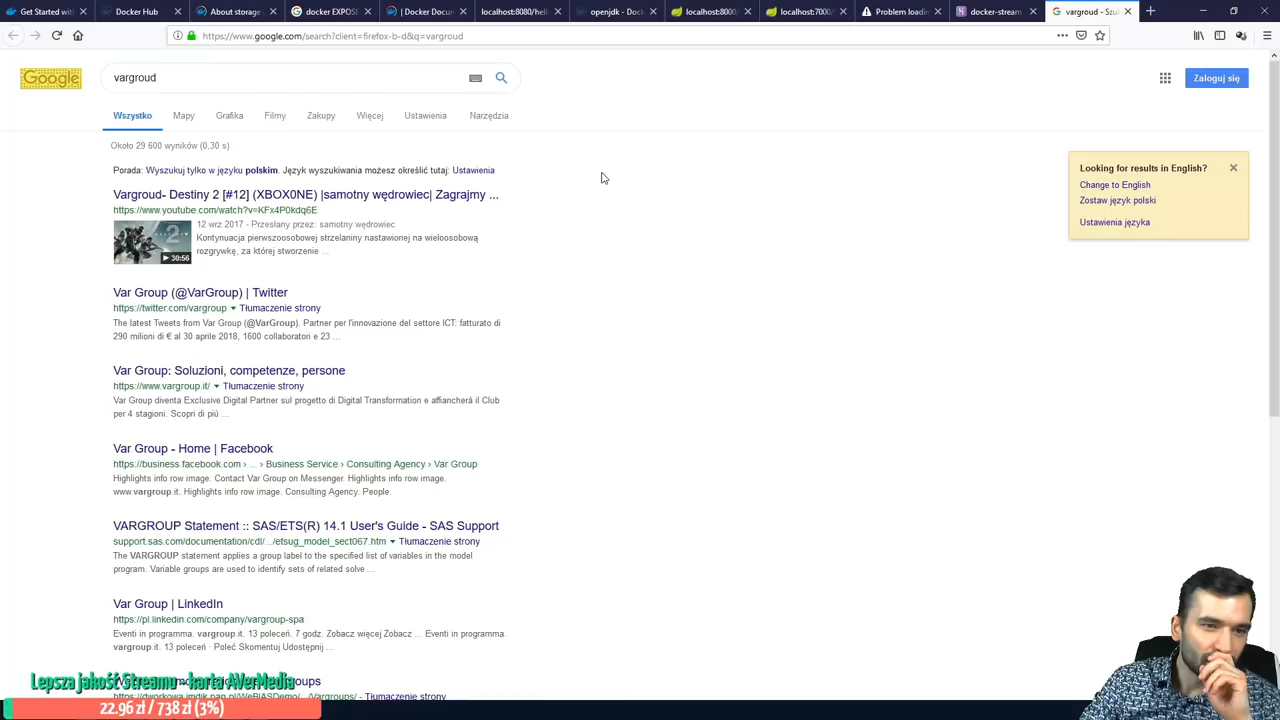 Get Started wit
Docker Hub
About storage
docker EXPOSE
| Docker Docu
localhost:8080/hell
openjdk - Docke
localhost:8000/
localhost:7000/
Problem loadin
docker-stream
vargroud - Szuk
https://www.google.com/search?client=firefox-b-d&q=vargroud
Google
vargroud
Zaloguj się
Wszystko
Mapy
Grafika
Filmy
Zakupy
Więcej
Ustawienia
Narzędzia
Około 29 600 wyników (0,30 s)
Porada: Wyszukuj tylko w języku polskim. Język wyszukiwania możesz określić tutaj: Ustawienia
Vargroud- Destiny 2 [#12] (XBOX0NE) |samotny wędrowiec| Zagrajmy ...
https://www.youtube.com/watch?v=KFx4P0kdq6E
30:56
12 wrz 2017 - Przesłany przez: samotny wędrowiec
Kontynuacja pierwszoosobowej strzelaniny nastawionej na wieloosobową
rozgrywkę, za której stworzenie ...
Var Group (@VarGroup) | Twitter
https://twitter.com/vargroup
Tłumaczenie strony
The latest Tweets from Var Group (@VarGroup). Partner per l'innovazione del settore ICT: fatturato di
290 milioni di € al 30 aprile 2018, 1600 collaboratori e 23 ...
Var Group: Soluzioni, competenze, persone
https://www.vargroup.it/
Tłumaczenie strony
Var Group diventa Exclusive Digital Partner sul progetto di Digital Transformation e affiancherà il Club
per 4 stagioni. Scopri di più ...
Var Group - Home | Facebook
https://business.facebook.com › ... › Business Service › Consulting Agency › Var Group
Highlights info row image. Contact Var Group on Messenger. Highlights info row image.
www.vargroup.it. Highlights info row image. Consulting Agency. People.
VARGROUP Statement :: SAS/ETS(R) 14.1 User's Guide - SAS Support
support.sas.com/documentation/cdl/.../etsug_model_sect067.htm
Tłumaczenie strony
The VARGROUP statement applies a group label to the specified list of variables in the model
program. Variable groups are used to identify sets of related solve ...
Var Group | LinkedIn
https://pl.linkedin.com/company/vargroup-spa
Eventi in programma. vargroup.it. 13 poleceń. 7 godz. Zobacz więcej Zobacz ... Eventi in programma.
vargroup.it. 13 poleceń · Poleć Skomentuj Udostępnij ...
https://dworkowa.imdik.pan.pl/WeBIASDemo/.../Vargroups/
Tłumaczenie strony
Looking for results in English?
Change to English
Zostaw język polski
Ustawienia języka
Lepsza jakość Streamu - karta AVerMedia
22.96 zł / 738 zł (3%)